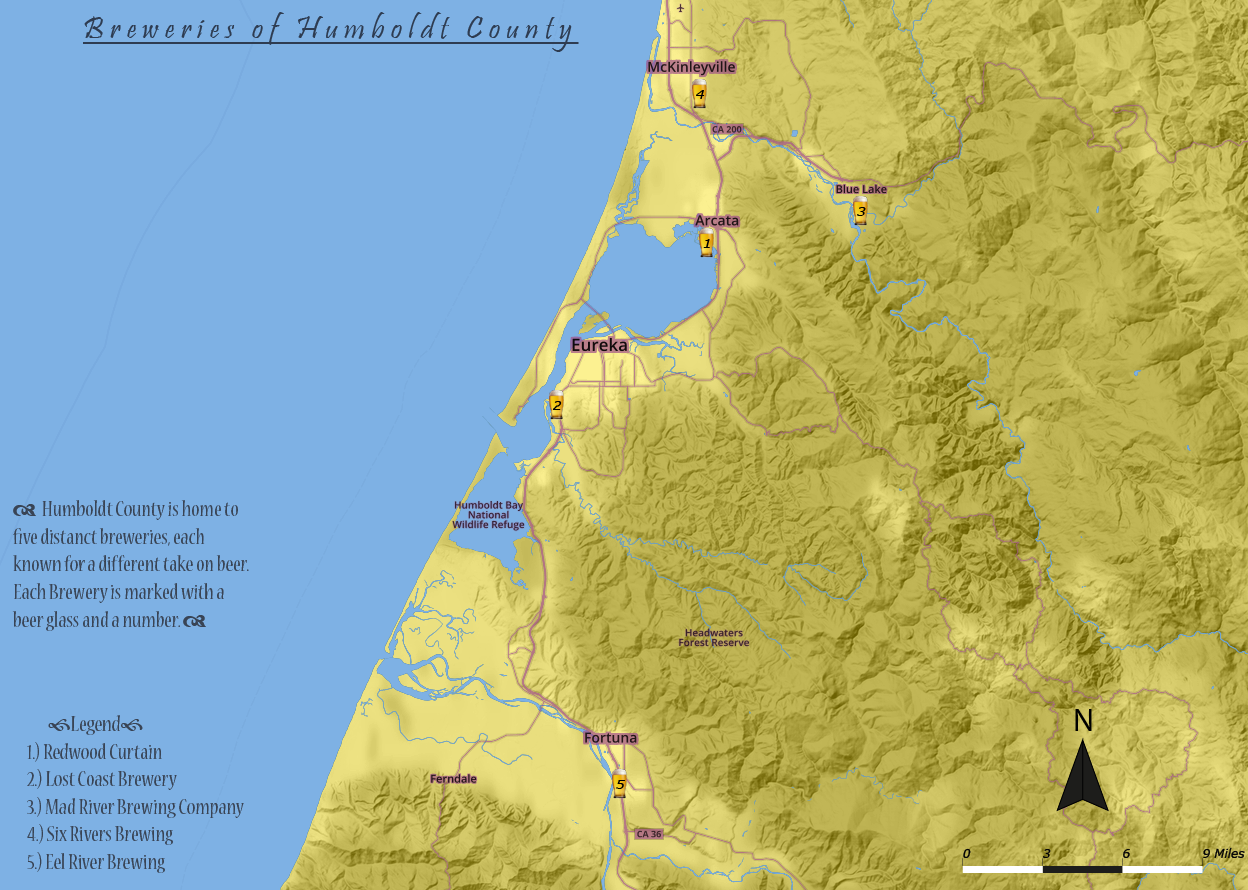 Breweries of Humboldt County
McKinleyville
4
CA 200
Blue Lake
3
Arcata
1
Eureka
2
Humboldt Bay
National
Wildlife Refuge
Humboldt County is home to
five distanct breweries, each
known for a different take on beer.
Each Brewery is marked with a
beer glass and a number.
Headwaters
Forest Reserve
Legend
1.) Redwood Curtain
2.) Lost Coast Brewery
3.) Mad River Brewing Company
4.) Six Rivers Brewing
5.) Eel River Brewing
Fortuna
Ferndale
5
CA 36
N
0 3 6 9 Miles